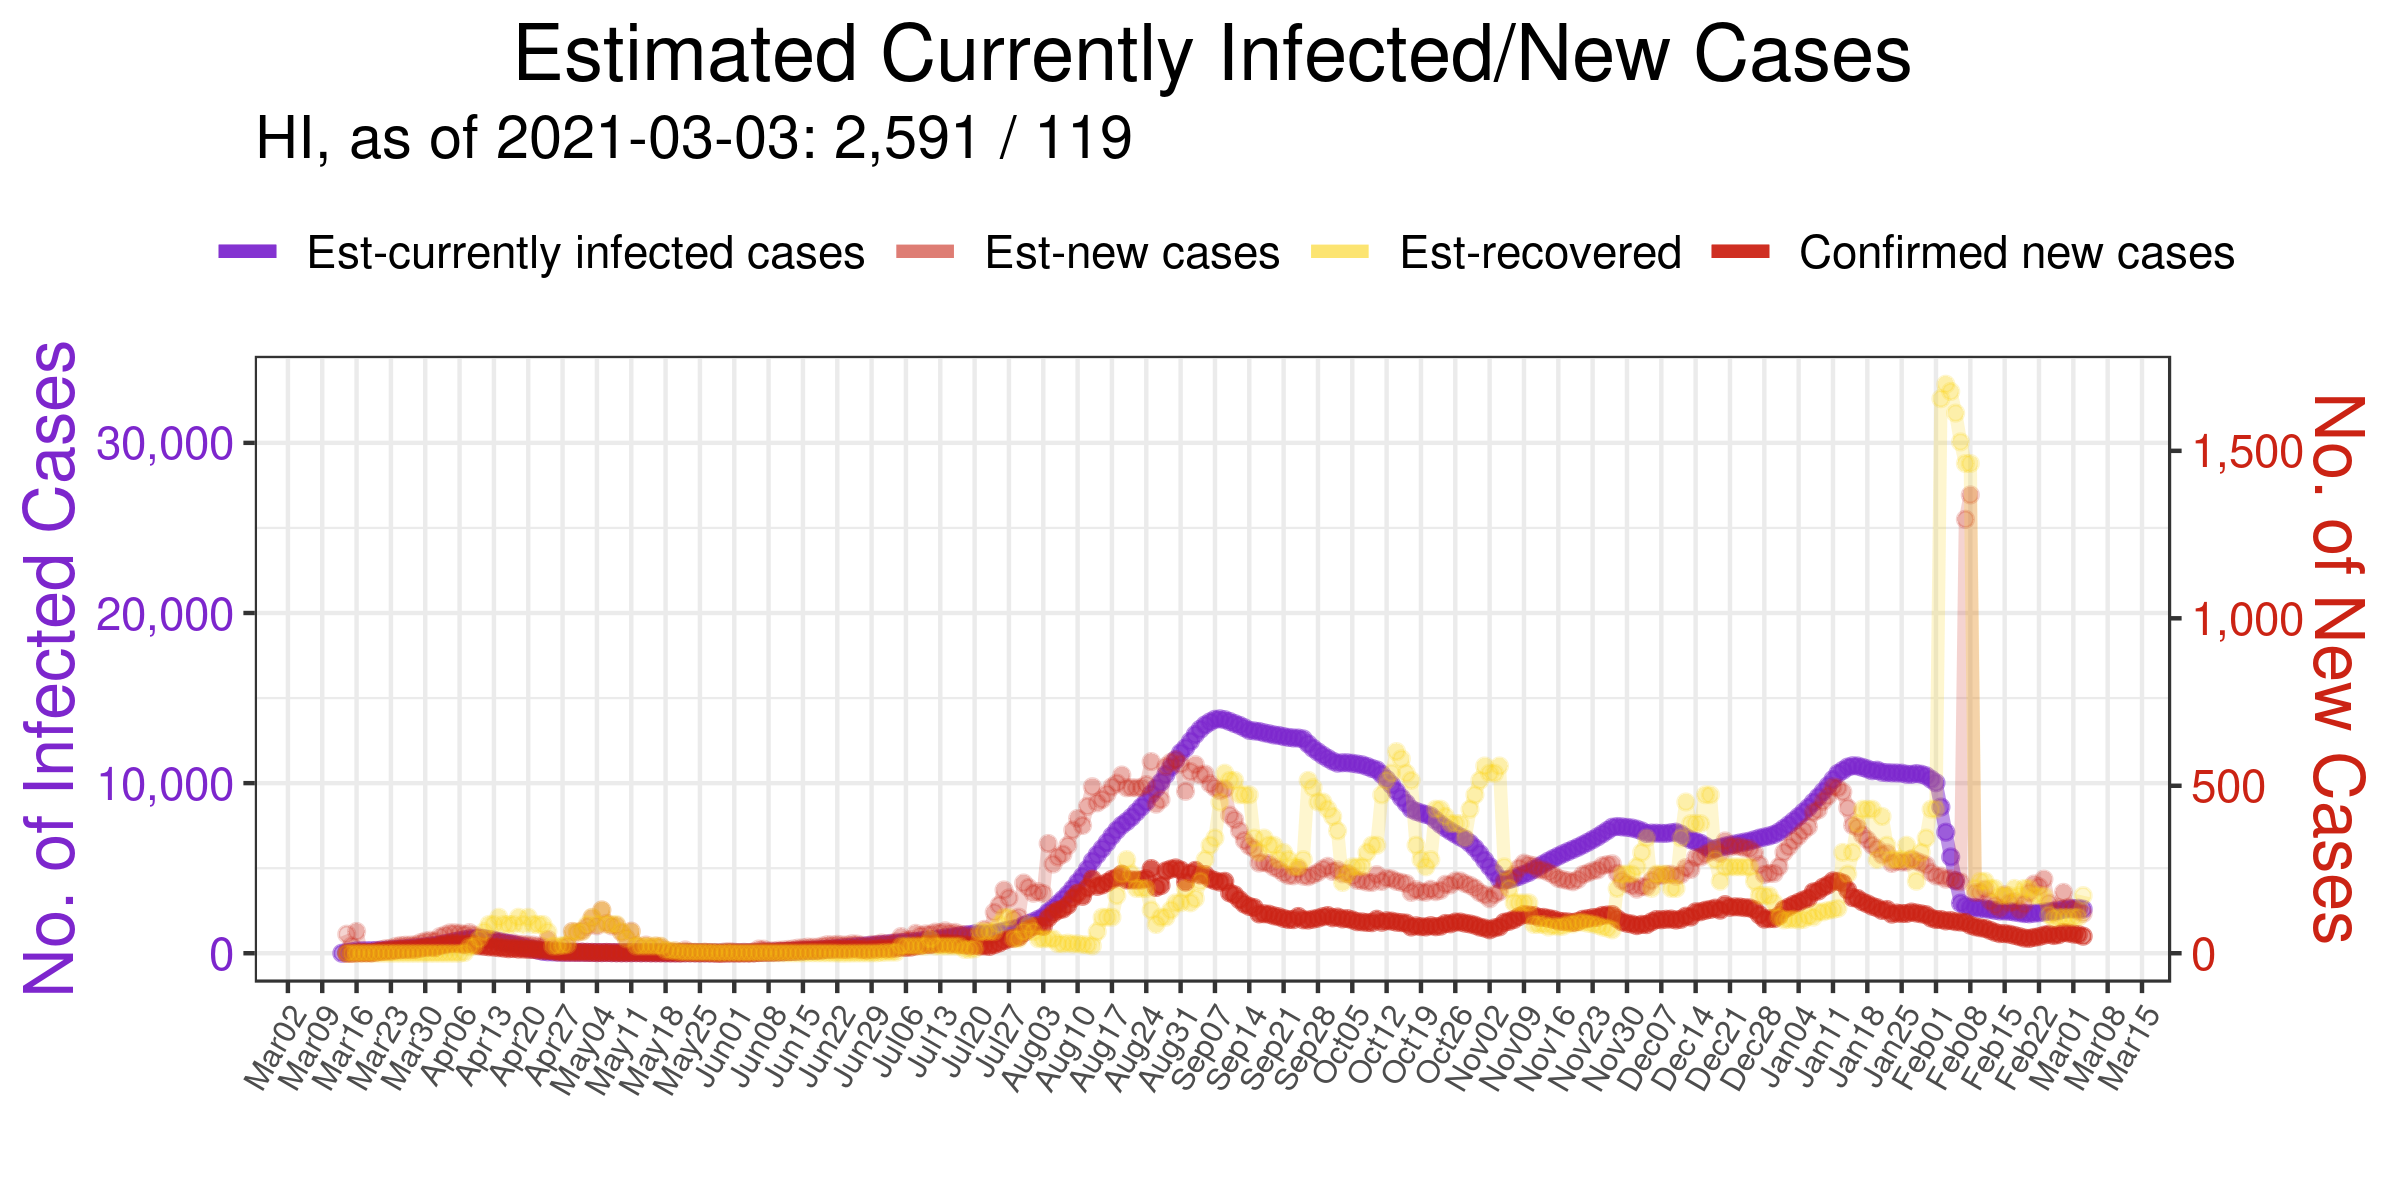 Estimated Currently Infected/New Cases
HI, as of 2021-03-03: 2,591 / 119
Est-currently infected cases
Est-new cases
Est-recovered
Confirmed new cases
No. of Infected Cases
30,000
20,000
10,000
0
1,500
1,000
500
0
No. of New Cases
Mar02
Mar09
Mar16
Mar23
Mar30
Apr06
Apr13
Apr20
Apr27
May04
May11
May18
May25
Jun01
Jun08
Jun15
Jun22
Jun29
Jul06
Jul13
Jul20
Jul27
Aug03
Aug10
Aug17
Aug24
Aug31
Sep07
Sep14
Sep21
Sep28
Oct05
Oct12
Oct19
Oct26
Nov02
Nov09
Nov16
Nov23
Nov30
Dec07
Dec14
Dec21
Dec28
Jan04
Jan11
Jan18
Jan25
Feb01
Feb08
Feb15
Feb22
Mar01
Mar08
Mar15